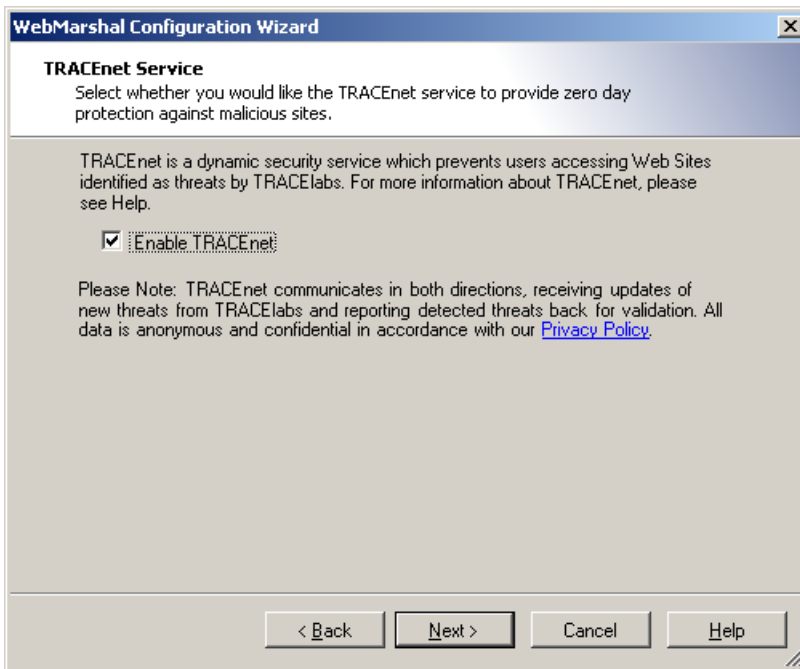 WebMarshal Configuration Wizard
TRACEnet Service
Select whether you would like the TRACEnet service to provide zero day
protection against malicious sites.
TRACEnet is a dynamic security service which prevents users accessing Web Sites
identified as threats by TRACElabs. For more information about TRACEnet, please
see Help.
Enable TRACEnet
Please Note: TRACEnet communicates in both directions, receiving updates of
new threats from TRACElabs and reporting detected threats back for validation. All
data is anonymous and confidential in accordance with our Privacy Policy.
< Back
Next >
Cancel
Help